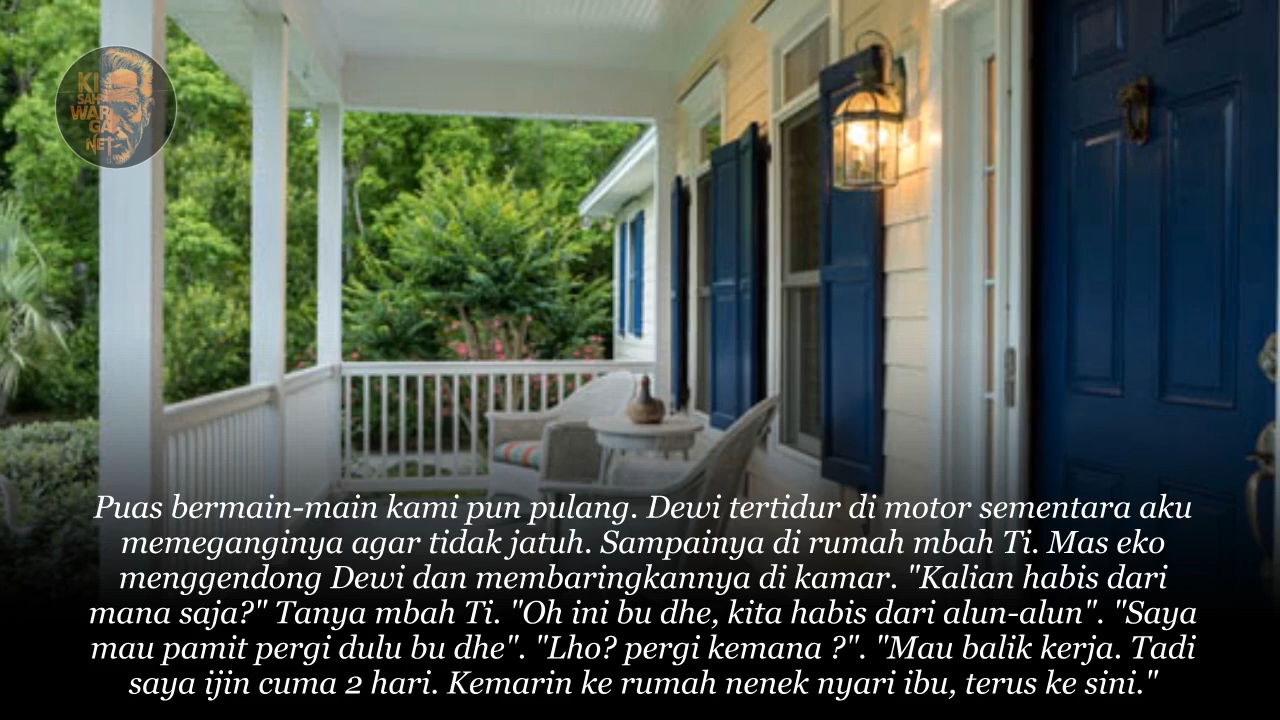 KI
SAH
WAR
GA
NET
Puas bermain-main kami pun pulang. Dewi tertidur di motor sementara aku
memeganginya agar tidak jatuh. Sampainya di rumah mbah Ti. Mas eko
menggendong Dewi dan membaringkannya di kamar. "Kalian habis dari
mana saja?" Tanya mbah Ti. "Oh ini bu dhe, kita habis dari alun-alun". "Saya
mau pamit pergi dulu bu dhe". "Lho? pergi kemana ?". "Mau balik kerja. Tadi
saya ijin cuma 2 hari. Kemarin ke rumah nenek nyari ibu, terus ke sini."